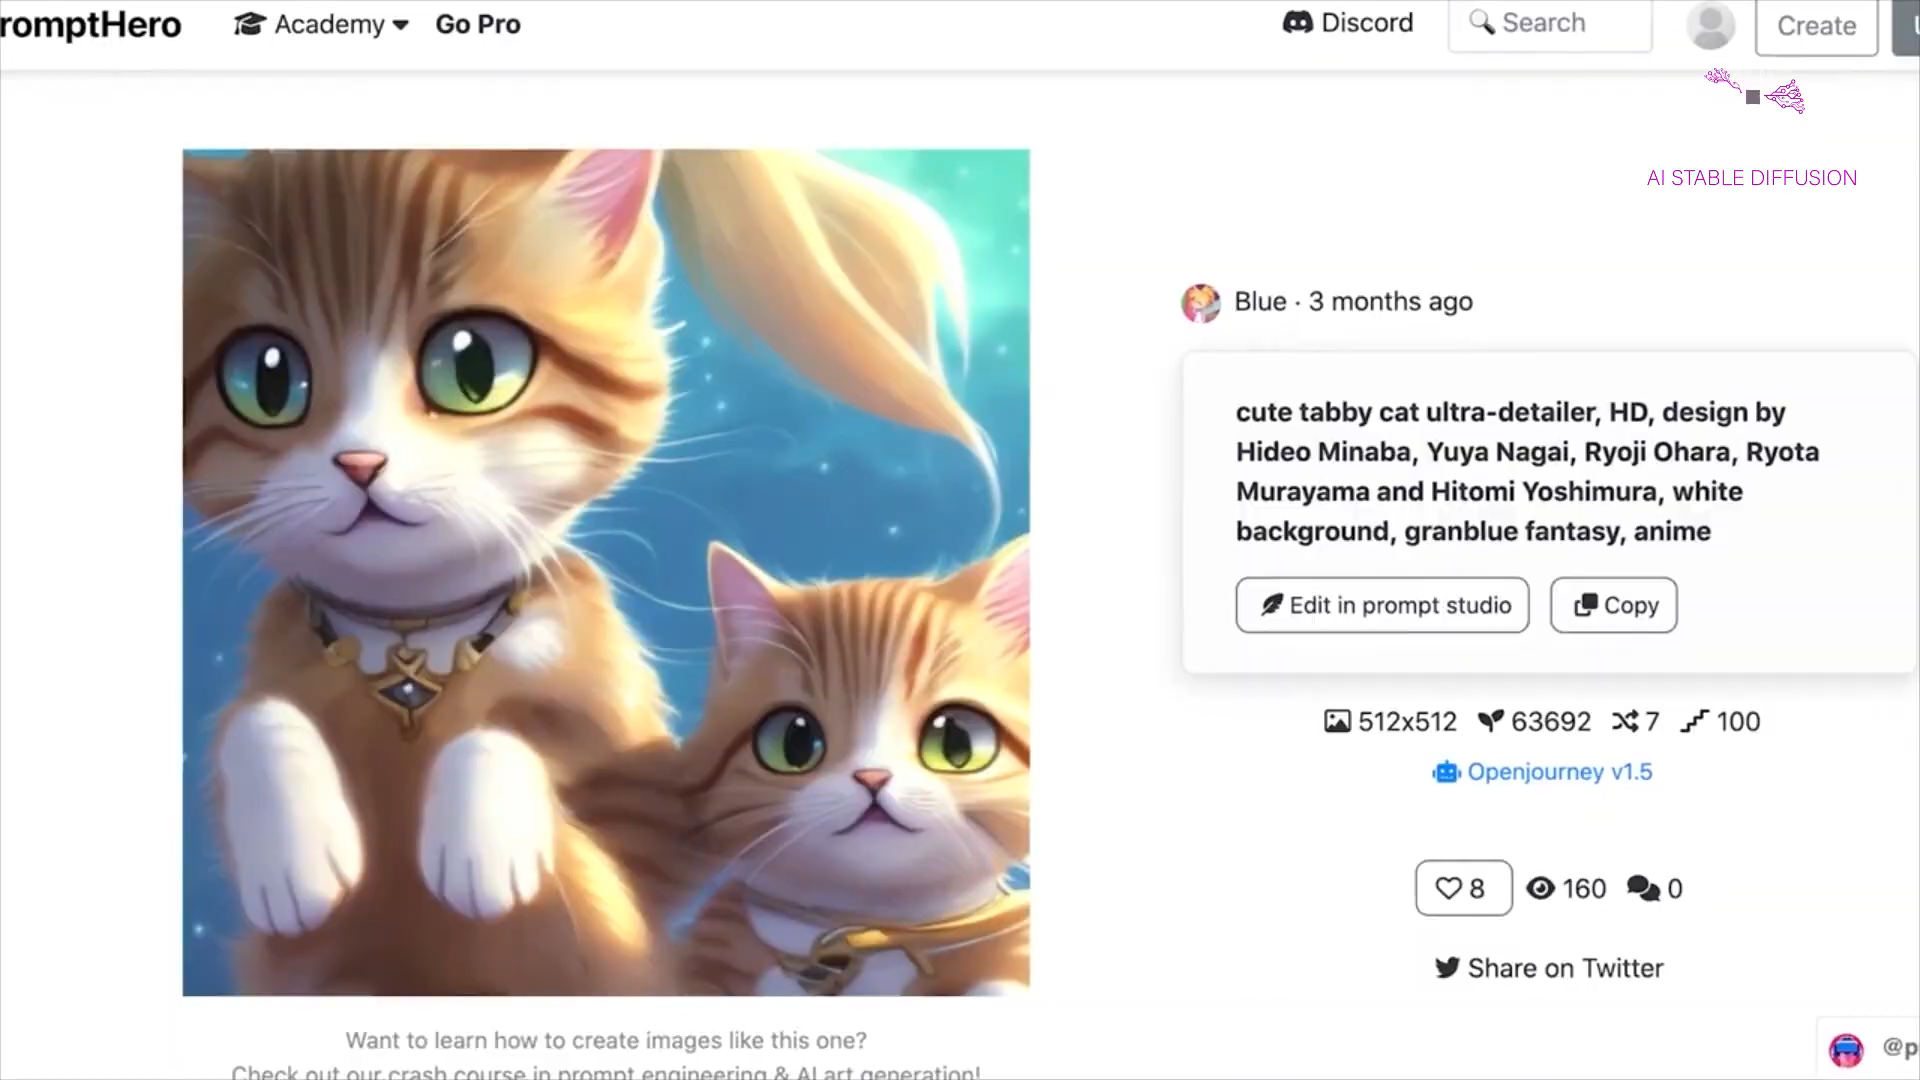 romptHero
Academy
Go Pro
Discord
Search
Create
AI STABLE DIFFUSION
Blue · 3 months ago
cute tabby cat ultra-detailer, HD, design by
Hideo Minaba, Yuya Nagai, Ryoji Ohara, Ryota
Murayama and Hitomi Yoshimura, white
background, granblue fantasy, anime
Edit in prompt studio
Copy
512x512 63692 7 100
Openjourney v1.5
8 160 0
Share on Twitter
Want to learn how to create images like this one?
Check out our crash course in prompt engineering & AI art generation!
@p